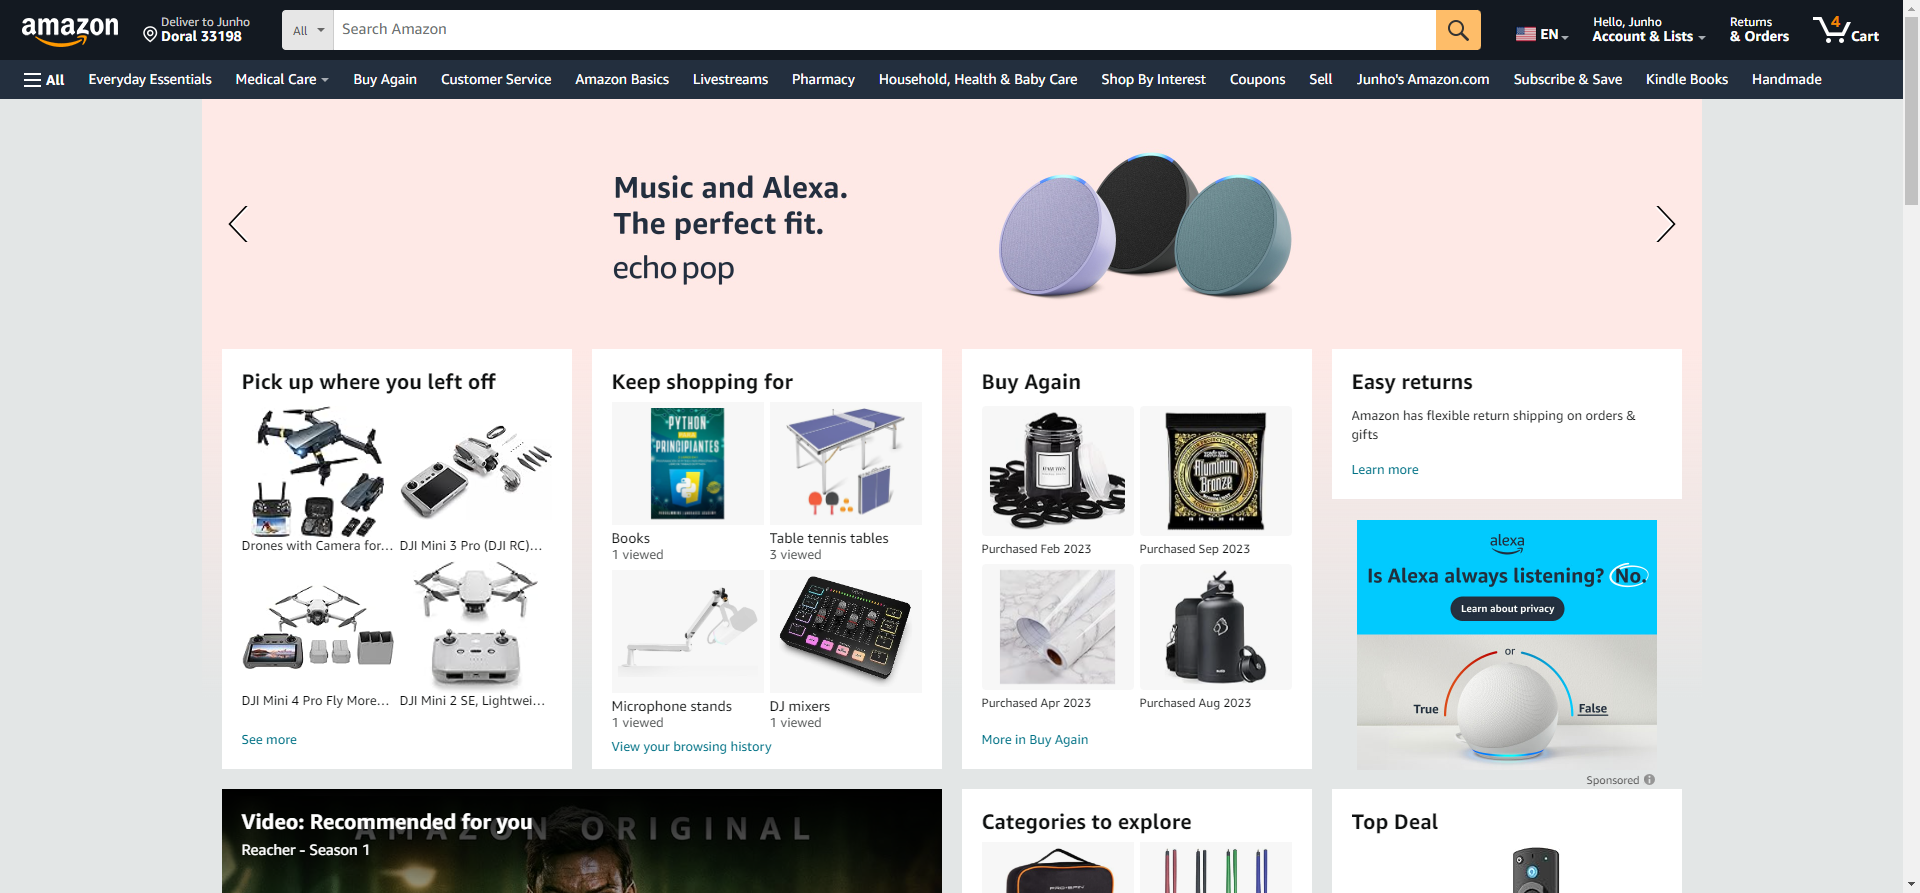 amazon
Deliver to Junho
Doral 33198
All
Search Amazon
EN
Hello, Junho
Account & Lists
Returns
& Orders
4
Cart
All
Everyday Essentials
Medical Care
Buy Again
Customer Service
Amazon Basics
Livestreams
Pharmacy
Household, Health & Baby Care
Shop By Interest
Coupons
Sell
Junho's Amazon.com
Subscribe & Save
Kindle Books
Handmade
Music and Alexa.
The perfect fit.
echo pop
Pick up where you left off
Drones with Camera for...
DJI Mini 3 Pro (DJI RC)...
DJI Mini 4 Pro Fly More...
DJI Mini 2 SE, Lightwei...
See more
Keep shopping for
PYTHON
PRINCIPIANTES
Books
1 viewed
Table tennis tables
3 viewed
Microphone stands
1 viewed
DJ mixers
1 viewed
View your browsing history
Buy Again
Aluminum
Bronze
Purchased Feb 2023
Purchased Sep 2023
Purchased Apr 2023
Purchased Aug 2023
More in Buy Again
Easy returns
Amazon has flexible return shipping on orders &
gifts
Learn more
alexa
Is Alexa always listening? No.
Learn about privacy
or
True
False
Sponsored
Video: Recommended for you
AMAZON ORIGINAL
Reacher - Season 1
Categories to explore
Top Deal